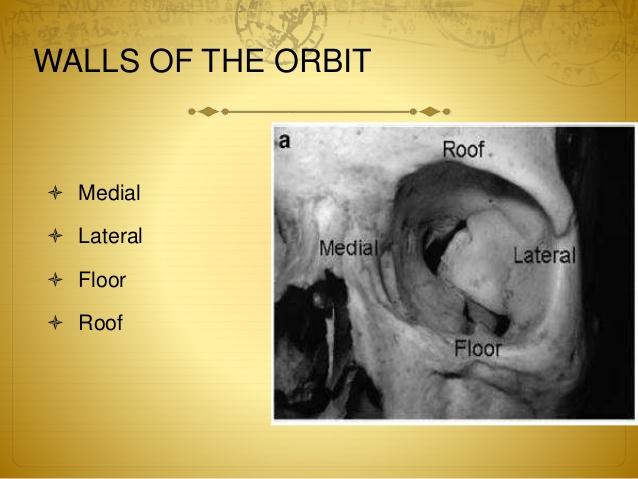 WALLS OF THE ORBIT
Medial
Lateral
Floor
Roof
a
Roof
Medial
Lateral
Floor